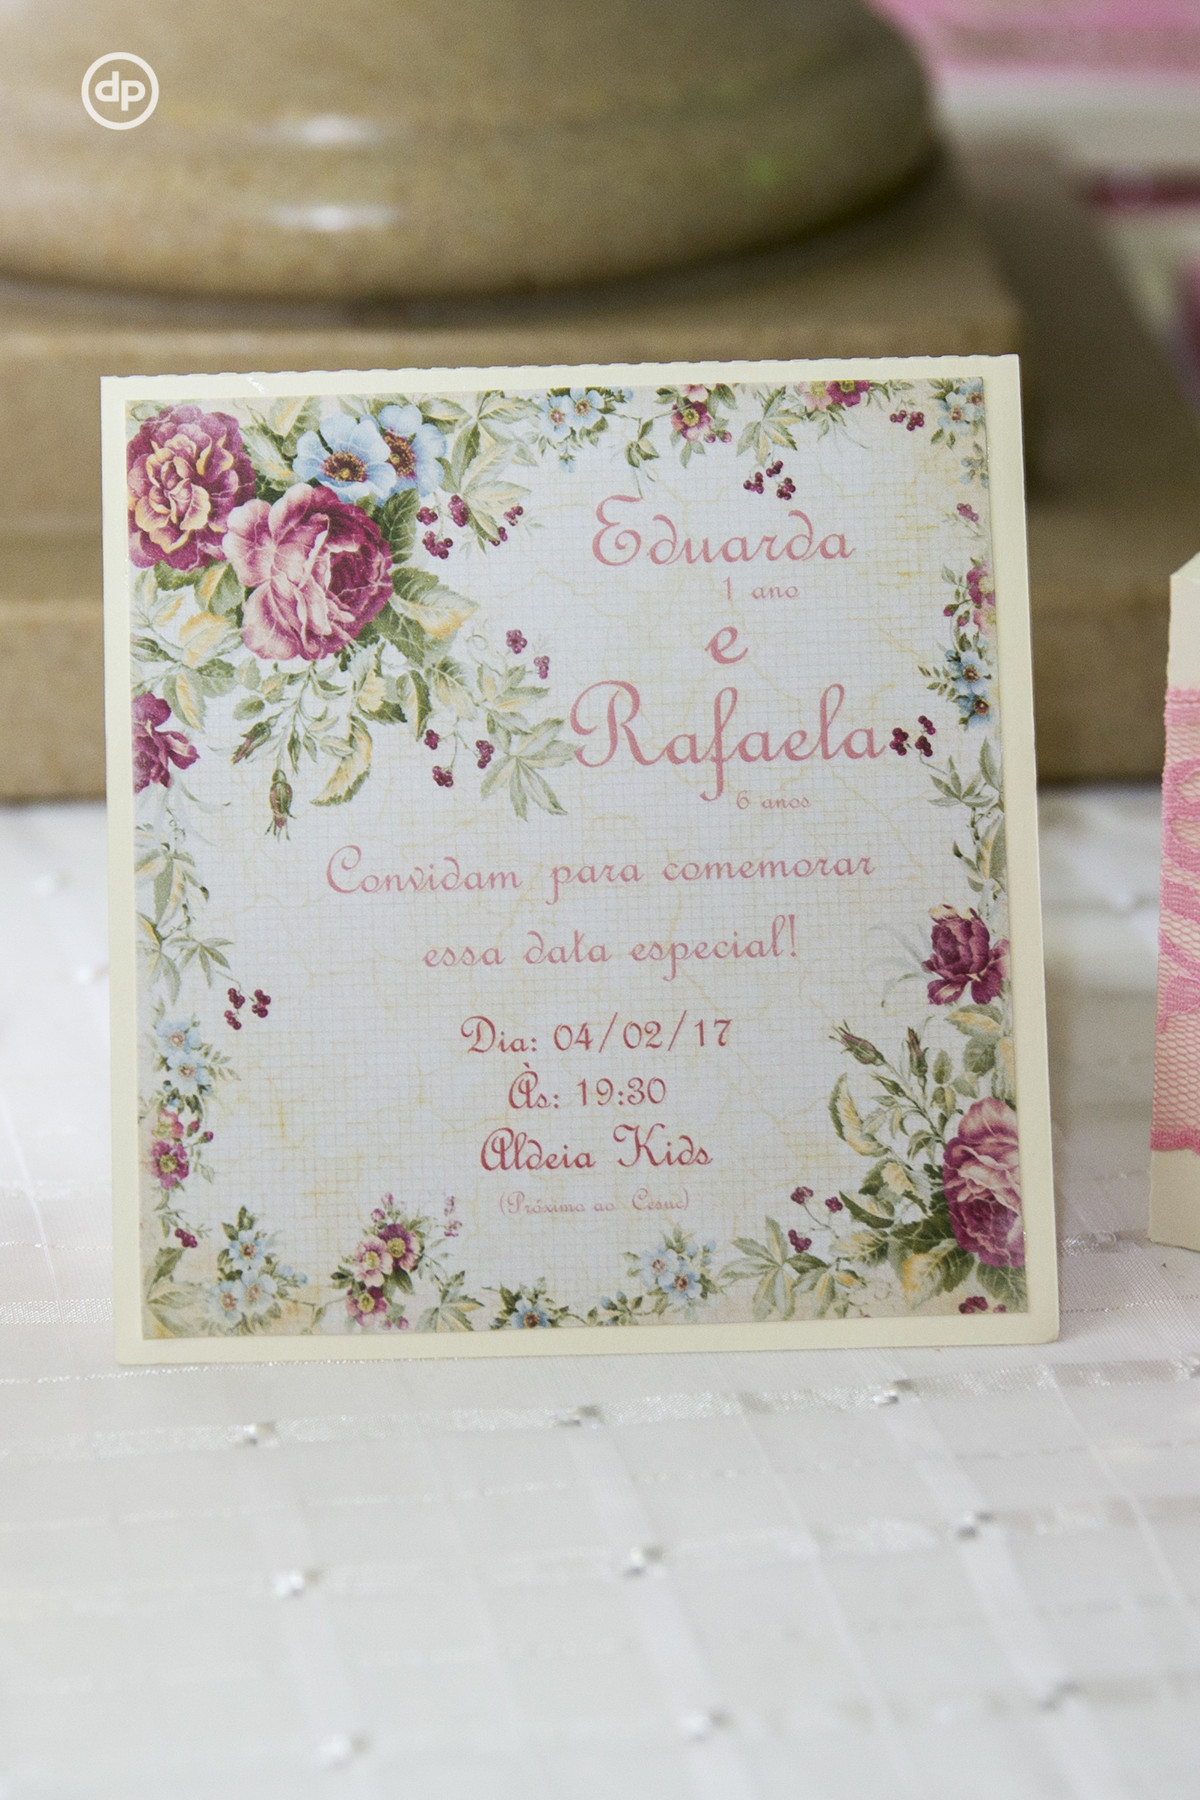 dp
Eduarda
1 ano
e
Rafaela
6 anos
Convidam para comemorar
essa data especial!
Dia: 04/02/17
Às: 19:30
Aldeia Kids
(Próximo ao Cesuc)